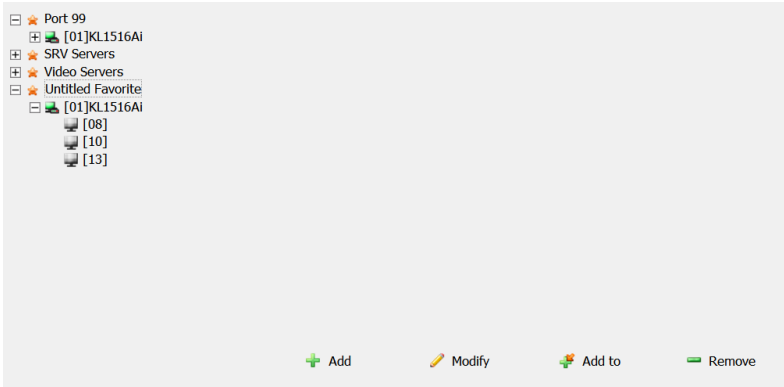 Port 99
[01]KL1516Ai
SRV Servers
Video Servers
Untitled Favorite
[01]KL1516Ai
[08]
[10]
[13]
Add Modify Add to Remove